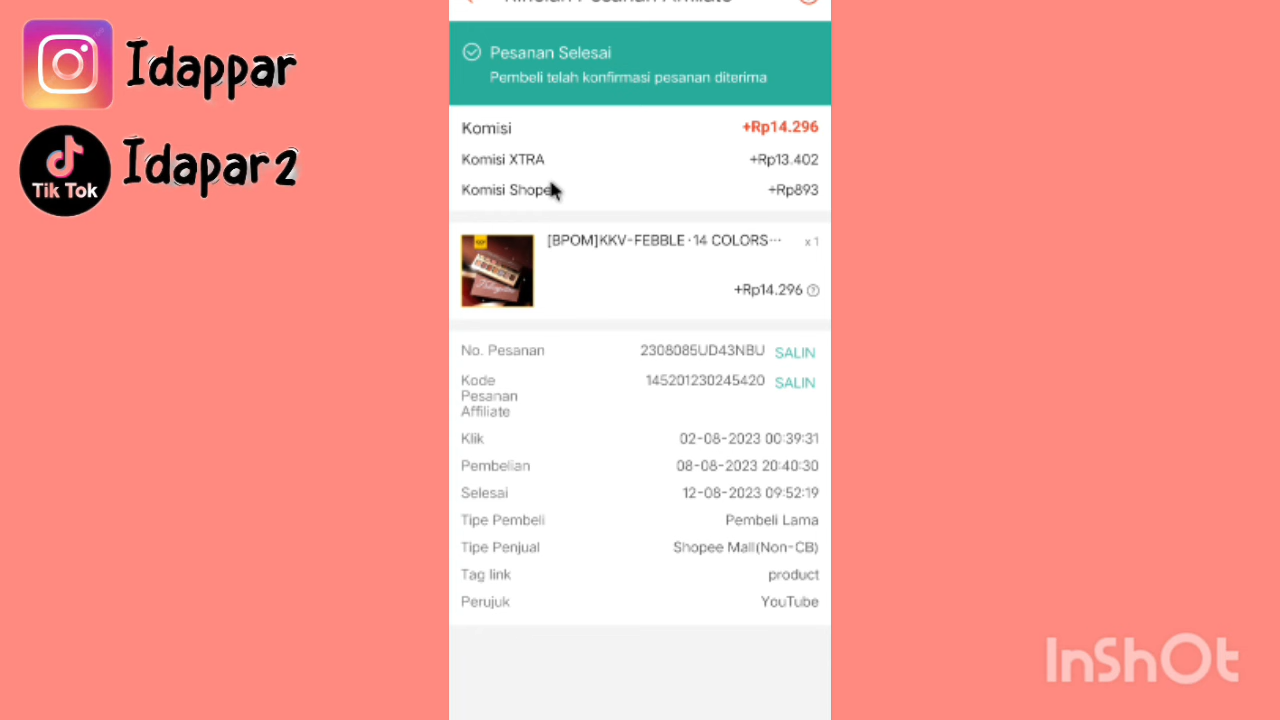 Idappar
Tik Tok
Idapar2
Pesanan Selesai
Pembeli telah konfirmasi pesanan diterima
Komisi +Rp14.296
Komisi XTRA +Rp13.402
Komisi Shope +Rp893
[BPOM]KKV-FEBBLE·14 COLORS··· x 1
+Rp14.296
No. Pesanan 2308085UD43NBU SALIN
Kode 145201230245420 SALIN
Pesanan
Affiliate
Klik 02-08-2023 00:39:31
Pembelian 08-08-2023 20:40:30
Selesai 12-08-2023 09:52:19
Tipe Pembeli Pembeli Lama
Tipe Penjual Shopee Mall(Non-CB)
Tag link product
Perujuk YouTube
InShOt